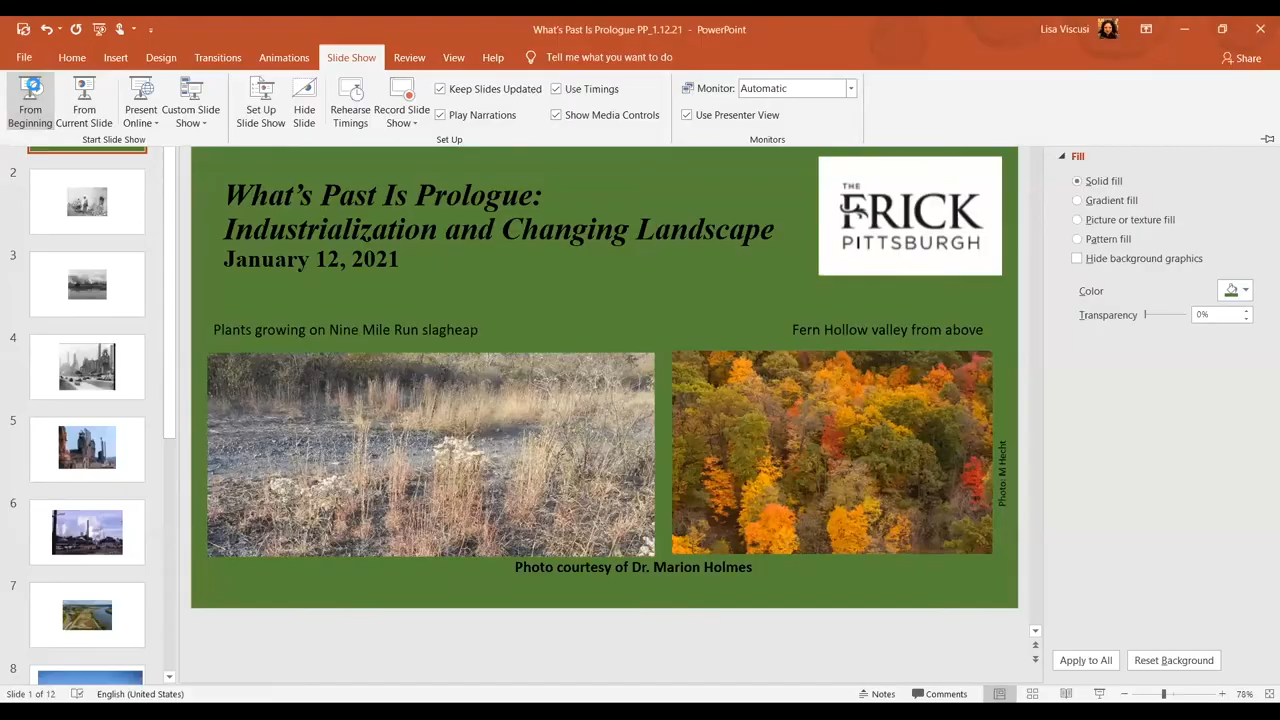 What's Past Is Prologue PP_1.12.21 - PowerPoint
Lisa Viscusi
File Home Insert Design Transitions Animations Slide Show Review View Help Tell me what you want to do Share
From Beginning
From Current Slide
Present Online
Custom Slide Show
Start Slide Show
Set Up Slide Show
Hide Slide
Rehearse Timings
Record Slide Show
Keep Slides Updated
Play Narrations
Use Timings
Show Media Controls
Set Up
Monitor: Automatic
Use Presenter View
Monitors
2
3
4
5
6
7
8
What's Past Is Prologue:
Industrialization and Changing Landscape
January 12, 2021
THE
FRICK
PITTSBURGH
Plants growing on Nine Mile Run slagheap
Fern Hollow valley from above
Photo: M Hecht
Photo courtesy of Dr. Marion Holmes
Fill
Solid fill
Gradient fill
Picture or texture fill
Pattern fill
Hide background graphics
Color
Transparency 0%
Apply to All
Reset Background
Slide 1 of 12 English (United States) Notes Comments 78%